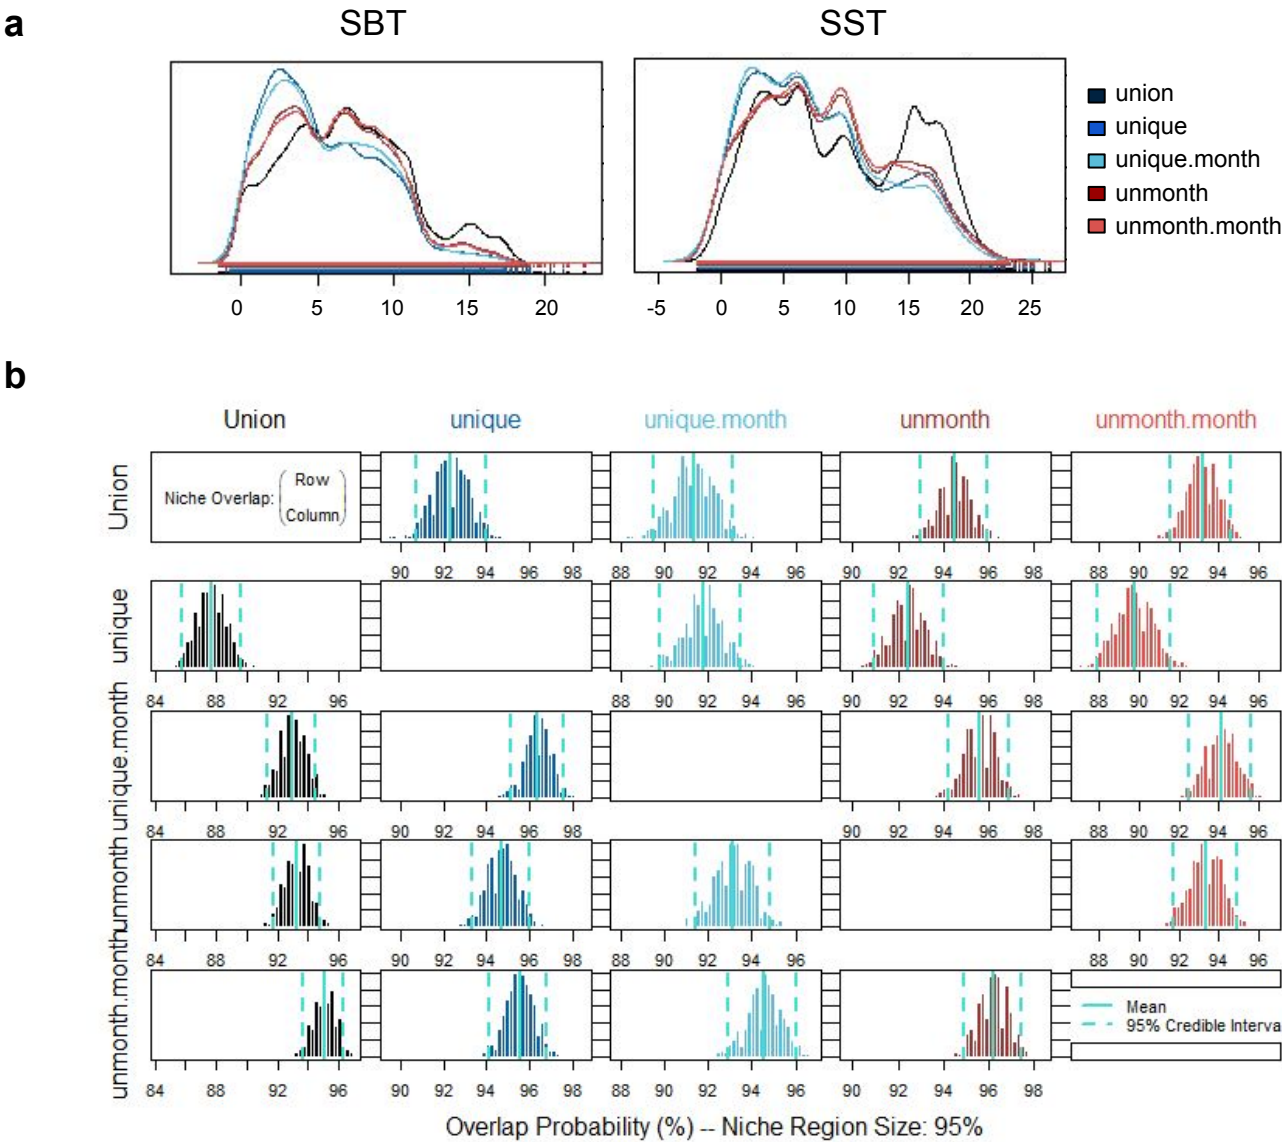 a
SBT
SST
union
unique
unique.month
unmonth
unmonth.month
0 5 10 15 20
-5 0 5 10 15 20 25
b
Union unique unique.month unmonth unmonth.month
Union
Niche Overlap: (Row
Column)
90 92 94 96 98
88 90 92 94 96
90 92 94 96 98
88 90 92 94 96
unique
84 88 92 96
88 90 92 94 96
90 92 94 96 98
88 90 92 94 96
unique.month
84 88 92 96
90 92 94 96 98
90 92 94 96 98
88 90 92 94 96
unmonth
84 88 92 96
90 92 94 96 98
88 90 92 94 96
88 90 92 94 96
unmonth.month
Mean
95% Credible Interva
84 88 92 96
90 92 94 96 98
88 90 92 94 96
90 92 94 96 98
Overlap Probability (%) -- Niche Region Size: 95%